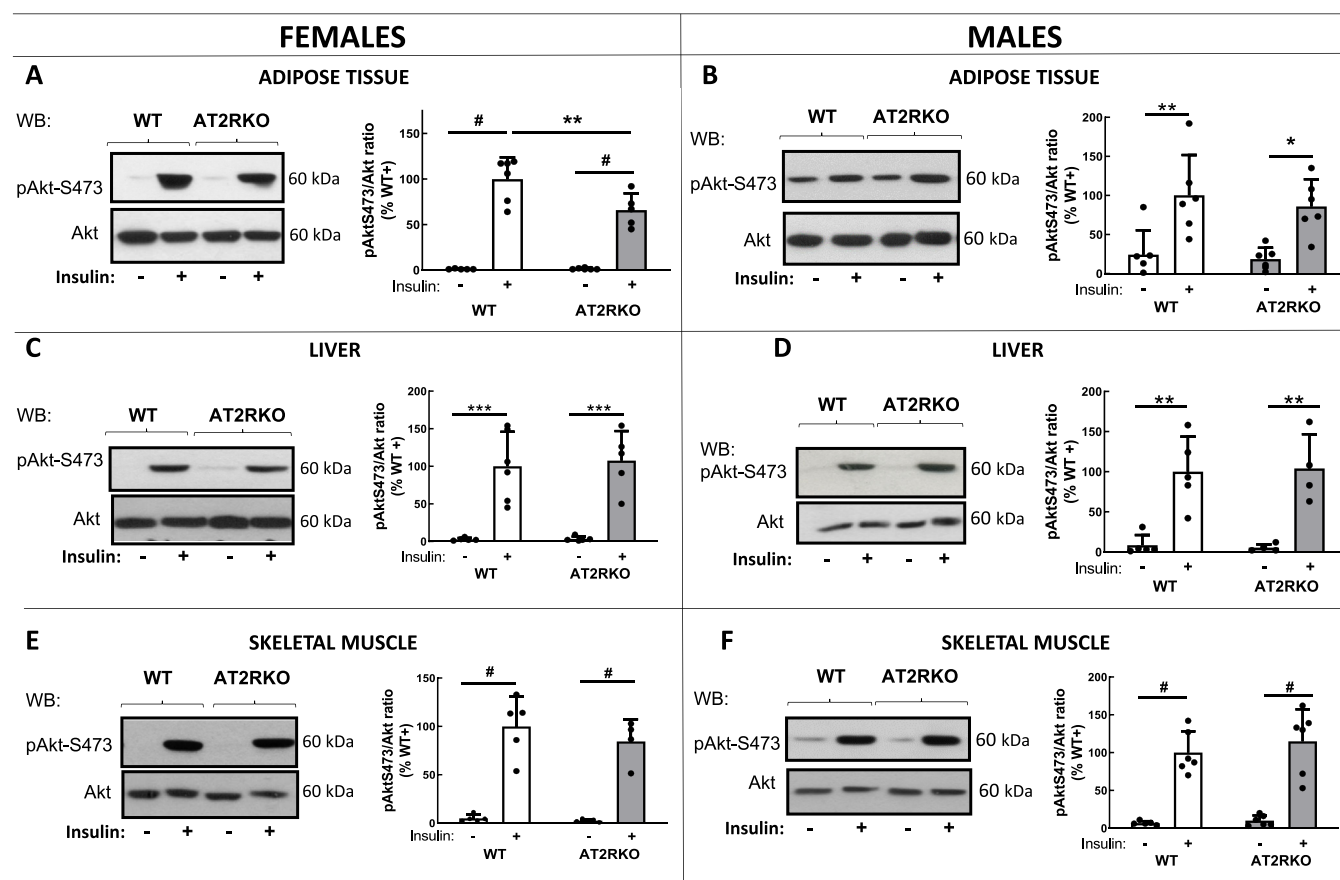 FEMALES
MALES
A
ADIPOSE TISSUE
WB:
WT
AT2RKO
pAkt-S473
60 kDa
Akt
60 kDa
Insulin:
- + - +
pAktS473/Akt ratio
(% WT+)
150
100
50
0
#
**
#
Insulin: - + - +
WT
AT2RKO
B
ADIPOSE TISSUE
WB:
WT
AT2RKO
pAkt-S473
60 kDa
Akt
60 kDa
Insulin:
- + - +
pAktS473/Akt ratio
(% WT+)
200
150
100
50
0
**
*
Insulin: - + - +
WT
AT2RKO
C
LIVER
WB:
WT
AT2RKO
pAkt-S473
60 kDa
Akt
60 kDa
Insulin:
- + - +
pAktS473/Akt ratio
(% WT +)
200
150
100
50
0
***
***
Insulin: - + - +
WT
AT2RKO
D
LIVER
WT
AT2RKO
WB:
pAkt-S473
60 kDa
Akt
60 kDa
Insulin:
- + - +
pAktS473/Akt ratio
(% WT +)
200
150
100
50
0
**
**
Insulin: - + - +
WT
AT2RKO
E
SKELETAL MUSCLE
WT
AT2RKO
WB:
pAkt-S473
60 kDa
Akt
60 kDa
Insulin:
- + - +
pAktS473/Akt ratio
(% WT+)
150
100
50
0
#
#
Insulin: - + - +
WT
AT2RKO
F
SKELETAL MUSCLE
WT
AT2RKO
WB:
pAkt-S473
60 kDa
Akt
60 kDa
Insulin:
- + - +
pAktS473/Akt ratio
(% WT+)
200
150
100
50
0
#
#
Insulin: - + - +
WT
AT2RKO